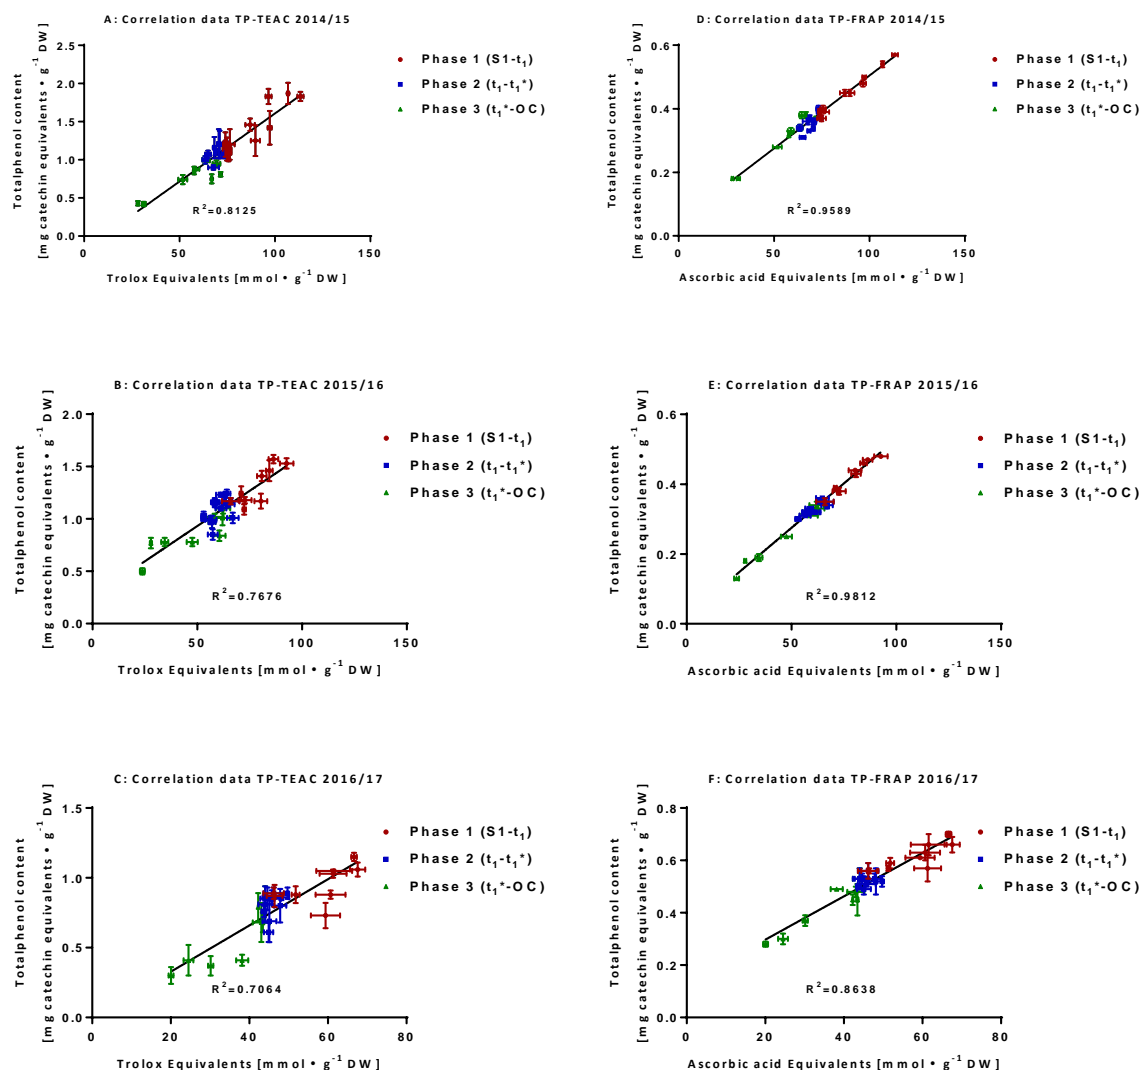 A: Correlation data TP-TEAC 2014/15
Totalphenol content
[mg catechin equivalents • g⁻¹ DW]
2.5
2.0
1.5
1.0
0.5
0.0
0
50
100
150
R²=0.8125
Trolox Equivalents [mmol • g⁻¹ DW]
Phase 1 (S1-t₁)
Phase 2 (t₁-t₁*)
Phase 3 (t₁*-OC)
D: Correlation data TP-FRAP 2014/15
Totalphenol content
[mg catechin equivalents • g⁻¹ DW]
0.6
0.4
0.2
0.0
0
50
100
150
R²=0.9589
Ascorbic acid Equivalents [mmol • g⁻¹ DW]
Phase 1 (S1-t₁)
Phase 2 (t₁-t₁*)
Phase 3 (t₁*-OC)
B: Correlation data TP-TEAC 2015/16
Totalphenol content
[mg catechin equivalents • g⁻¹ DW]
2.0
1.5
1.0
0.5
0.0
0
50
100
150
R²=0.7676
Trolox Equivalents [mmol • g⁻¹ DW]
Phase 1 (S1-t₁)
Phase 2 (t₁-t₁*)
Phase 3 (t₁*-OC)
E: Correlation data TP-FRAP 2015/16
Totalphenol content
[mg catechin equivalents • g⁻¹ DW]
0.6
0.4
0.2
0.0
0
50
100
150
R²=0.9812
Ascorbic acid Equivalents [mmol • g⁻¹ DW]
Phase 1 (S1-t₁)
Phase 2 (t₁-t₁*)
Phase 3 (t₁*-OC)
C: Correlation data TP-TEAC 2016/17
Totalphenol content
[mg catechin equivalents • g⁻¹ DW]
1.5
1.0
0.5
0.0
0
20
40
60
80
R²=0.7064
Trolox Equivalents [mmol • g⁻¹ DW]
Phase 1 (S1-t₁)
Phase 2 (t₁-t₁*)
Phase 3 (t₁*-OC)
F: Correlation data TP-FRAP 2016/17
Totalphenol content
[mg catechin equivalents • g⁻¹ DW]
0.8
0.6
0.4
0.2
0.0
0
20
40
60
80
R²=0.8638
Ascorbic acid Equivalents [mmol • g⁻¹ DW]
Phase 1 (S1-t₁)
Phase 2 (t₁-t₁*)
Phase 3 (t₁*-OC)